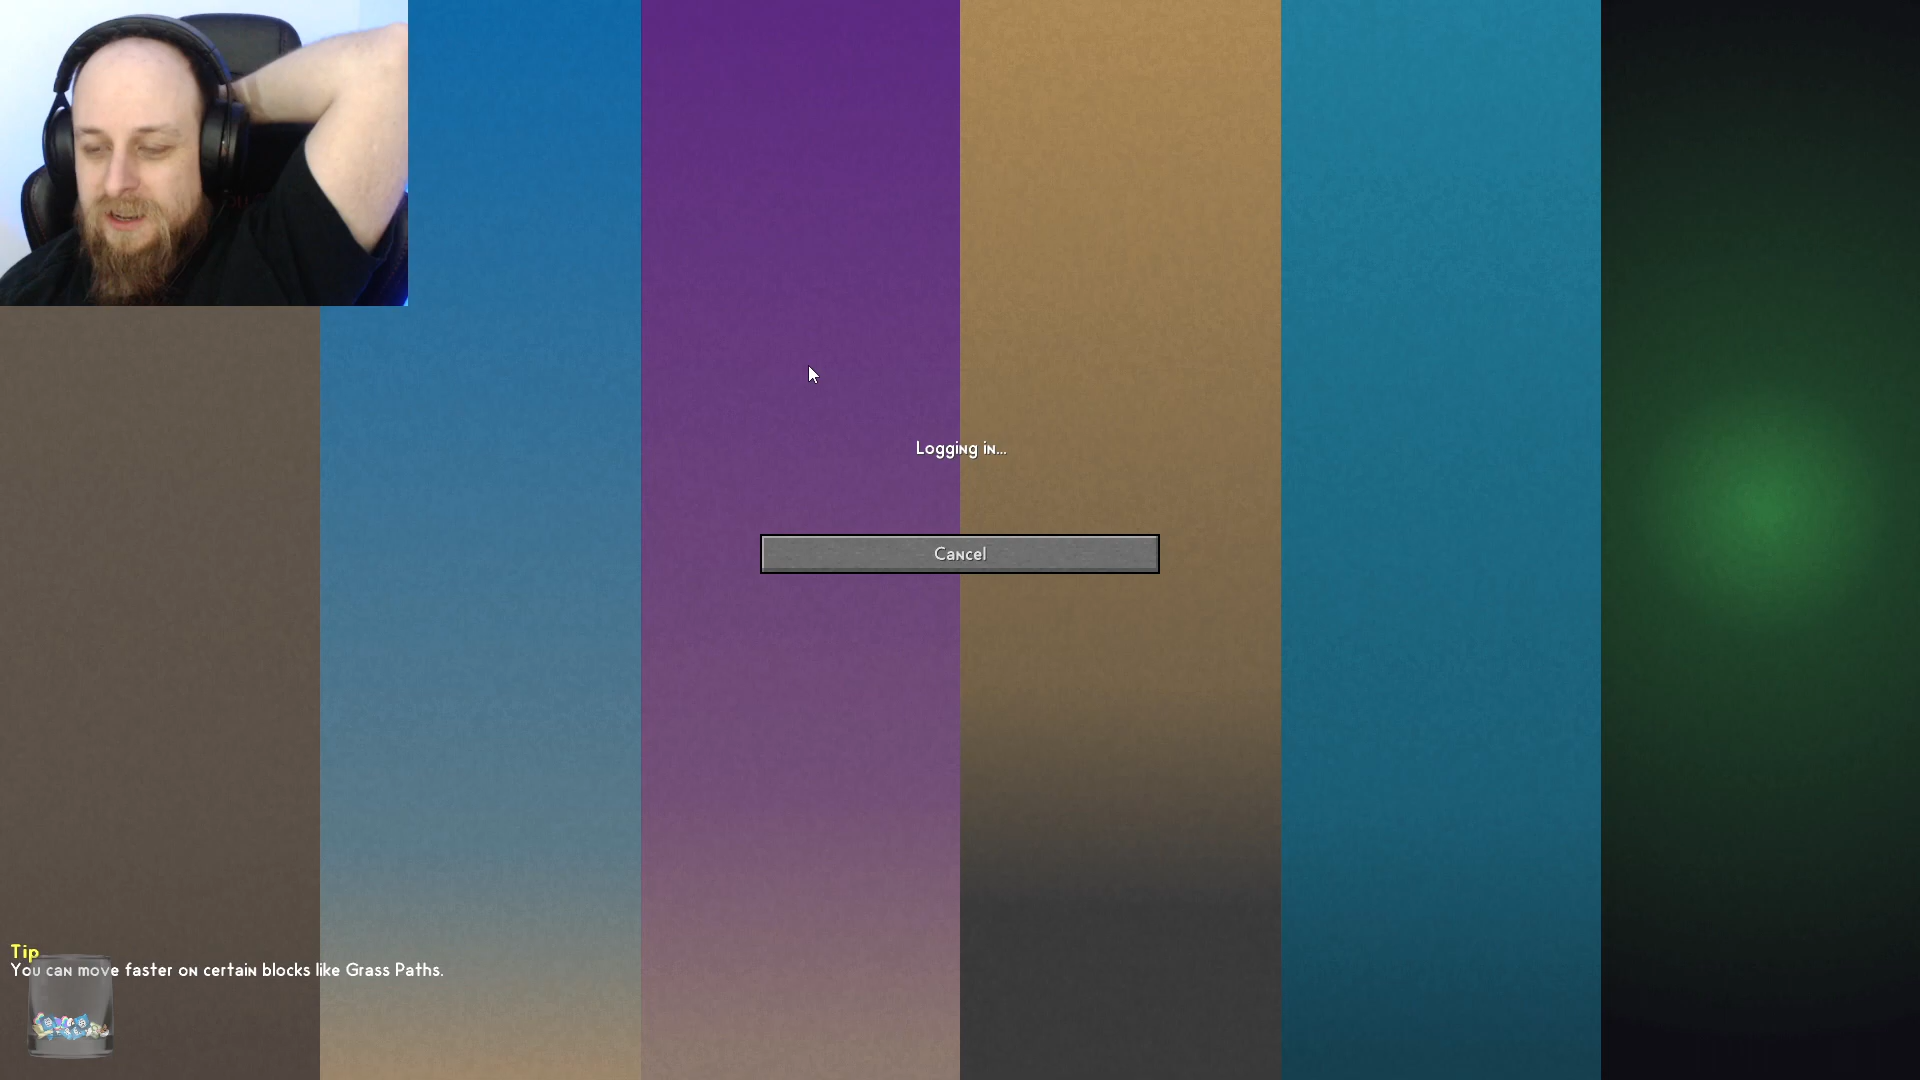 Logging in...
Cancel
Tip
You can move faster on certain blocks like Grass Paths.